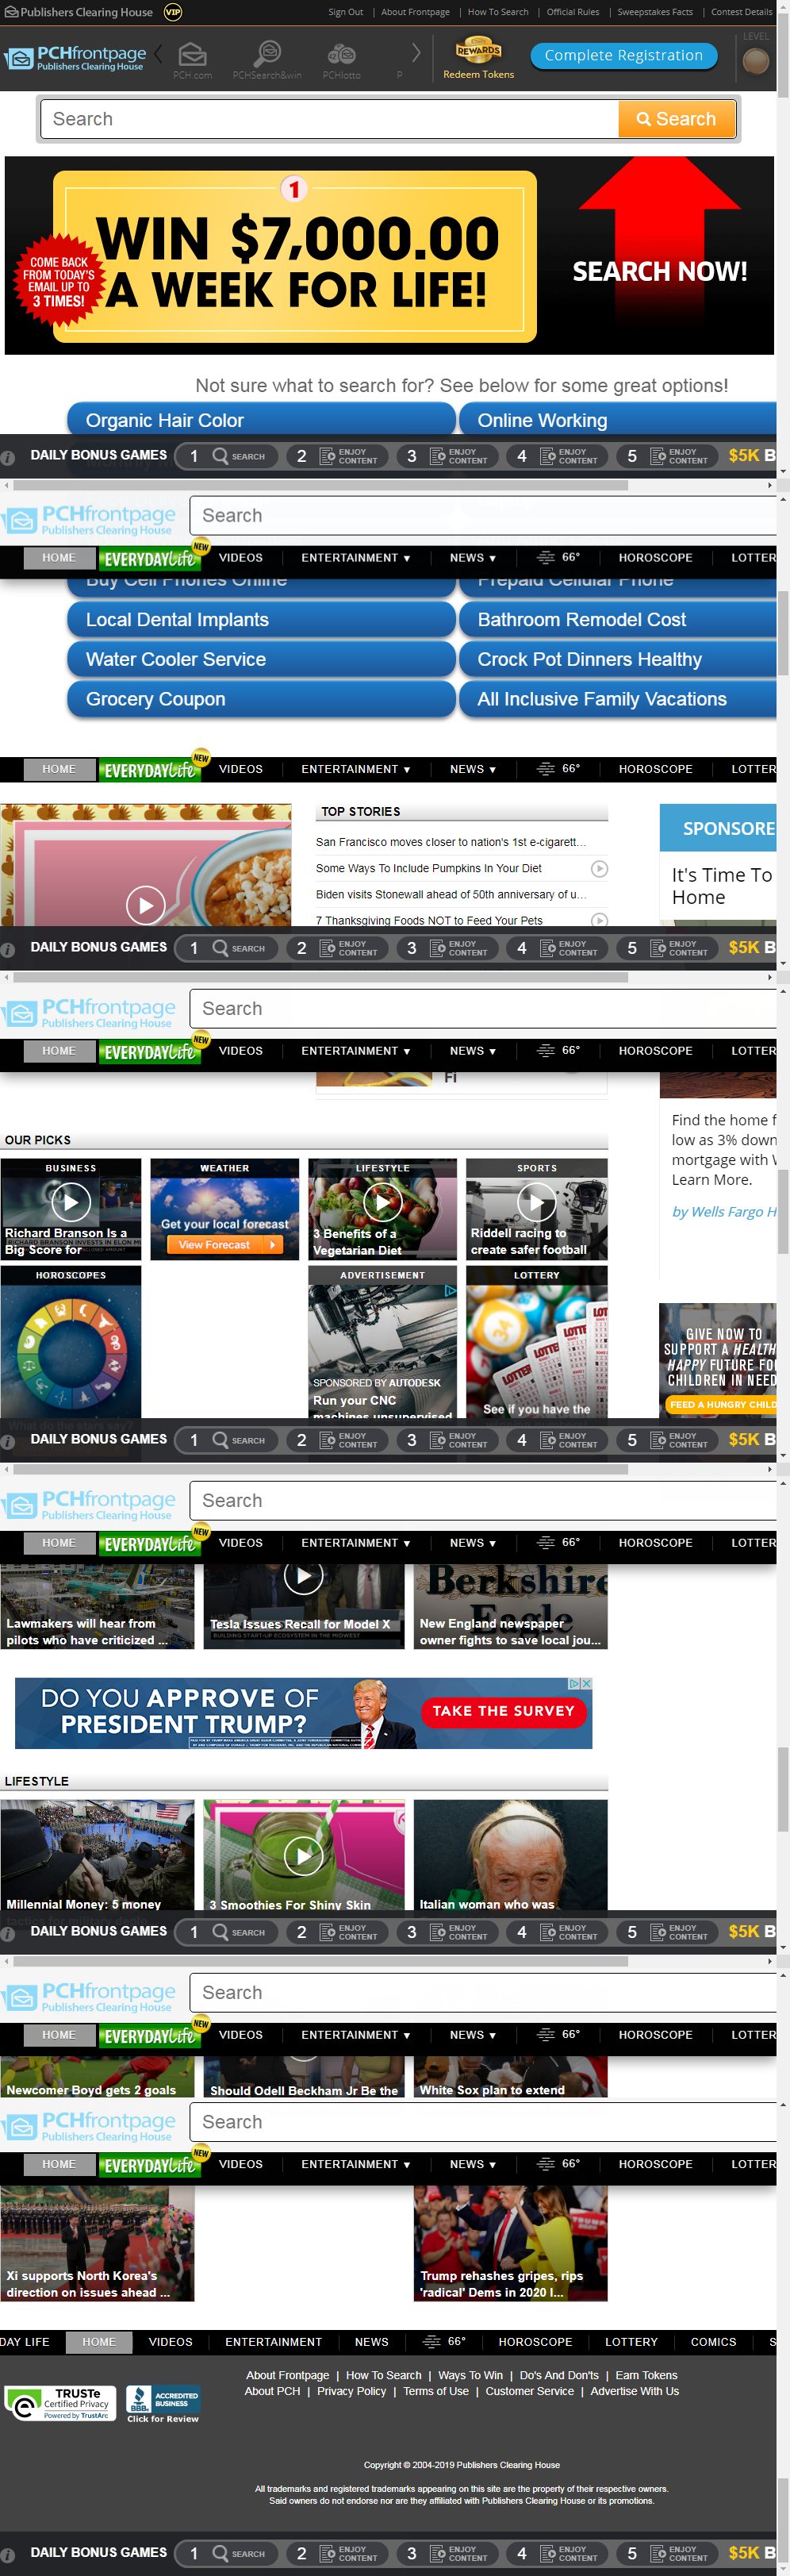 Publishers Clearing House VIP
Sign Out | About Frontpage | How To Search | Official Rules | Sweepstakes Facts | Contest Details
PCHfrontpage
Publishers Clearing House
PCH.com PCHSearch&win PCHlotto P
REWARDS
Redeem Tokens
Complete Registration
LEVEL
Search
Search
1
WIN $7,000.00
A WEEK FOR LIFE!
COME BACK
FROM TODAY'S
EMAIL UP TO
3 TIMES!
SEARCH NOW!
Not sure what to search for? See below for some great options!
Organic Hair Color
Online Working
DAILY BONUS GAMES 1 SEARCH 2 ENJOY CONTENT 3 ENJOY CONTENT 4 ENJOY CONTENT 5 ENJOY CONTENT $5K B
PCHfrontpage
Publishers Clearing House
Search
HOME EVERYDAYLife NEW VIDEOS ENTERTAINMENT ▼ NEWS ▼ 66° HOROSCOPE LOTTER
Buy Cell Phones Online
Prepaid Cellular Phone
Local Dental Implants
Bathroom Remodel Cost
Water Cooler Service
Crock Pot Dinners Healthy
Grocery Coupon
All Inclusive Family Vacations
HOME EVERYDAYLife NEW VIDEOS ENTERTAINMENT ▼ NEWS ▼ 66° HOROSCOPE LOTTER
TOP STORIES
San Francisco moves closer to nation's 1st e-cigarett...
Some Ways To Include Pumpkins In Your Diet
Biden visits Stonewall ahead of 50th anniversary of u...
7 Thanksgiving Foods NOT to Feed Your Pets
SPONSORE
It's Time To
Home
DAILY BONUS GAMES 1 SEARCH 2 ENJOY CONTENT 3 ENJOY CONTENT 4 ENJOY CONTENT 5 ENJOY CONTENT $5K B
PCHfrontpage
Publishers Clearing House
Search
HOME EVERYDAYLife NEW VIDEOS ENTERTAINMENT ▼ NEWS ▼ 66° HOROSCOPE LOTTER
Fi
Find the home f
low as 3% down
mortgage with W
Learn More.
by Wells Fargo H
OUR PICKS
BUSINESS
Richard Branson Is a
Big Score for
WEATHER
Get your local forecast
View Forecast
LIFESTYLE
3 Benefits of a
Vegetarian Diet
SPORTS
Riddell racing to
create safer football
HOROSCOPES
What do the stars say?
ADVERTISEMENT
SPONSORED BY AUTODESK
Run your CNC
machines unsupervised
LOTTERY
LOTTO
See if you have the
GIVE NOW TO
SUPPORT A HEALTH
HAPPY FUTURE FO
CHILDREN IN NEED
FEED A HUNGRY CHILD
DAILY BONUS GAMES 1 SEARCH 2 ENJOY CONTENT 3 ENJOY CONTENT 4 ENJOY CONTENT 5 ENJOY CONTENT $5K B
PCHfrontpage
Publishers Clearing House
Search
HOME EVERYDAYLife NEW VIDEOS ENTERTAINMENT ▼ NEWS ▼ 66° HOROSCOPE LOTTER
Lawmakers will hear from
pilots who have criticized ...
Tesla Issues Recall for Model X
BUILDING START-UP ECOSYSTEM IN THE MIDWEST
Berkshire
Eagle
New England newspaper
owner fights to save local jou...
DO YOU APPROVE OF
PRESIDENT TRUMP?
TAKE THE SURVEY
LIFESTYLE
Millennial Money: 5 money
3 Smoothies For Shiny Skin
Italian woman who was
DAILY BONUS GAMES 1 SEARCH 2 ENJOY CONTENT 3 ENJOY CONTENT 4 ENJOY CONTENT 5 ENJOY CONTENT $5K B
PCHfrontpage
Publishers Clearing House
Search
HOME EVERYDAYLife NEW VIDEOS ENTERTAINMENT ▼ NEWS ▼ 66° HOROSCOPE LOTTER
Newcomer Boyd gets 2 goals
Should Odell Beckham Jr Be the
White Sox plan to extend
PCHfrontpage
Publishers Clearing House
Search
HOME EVERYDAYLife NEW VIDEOS ENTERTAINMENT ▼ NEWS ▼ 66° HOROSCOPE LOTTER
Xi supports North Korea's
direction on issues ahead ...
Trump rehashes gripes, rips
'radical' Dems in 2020 l...
DAY LIFE HOME VIDEOS ENTERTAINMENT NEWS 66° HOROSCOPE LOTTERY COMICS S
About Frontpage | How To Search | Ways To Win | Do's And Don'ts | Earn Tokens
About PCH | Privacy Policy | Terms of Use | Customer Service | Advertise With Us
TRUSTe
Certified Privacy
Powered by TrustArc
BBB
ACCREDITED
BUSINESS
Click for Review
Copyright © 2004-2019 Publishers Clearing House
All trademarks and registered trademarks appearing on this site are the property of their respective owners.
Said owners do not endorse nor are they affiliated with Publishers Clearing House or its promotions.
DAILY BONUS GAMES 1 SEARCH 2 ENJOY CONTENT 3 ENJOY CONTENT 4 ENJOY CONTENT 5 ENJOY CONTENT $5K B